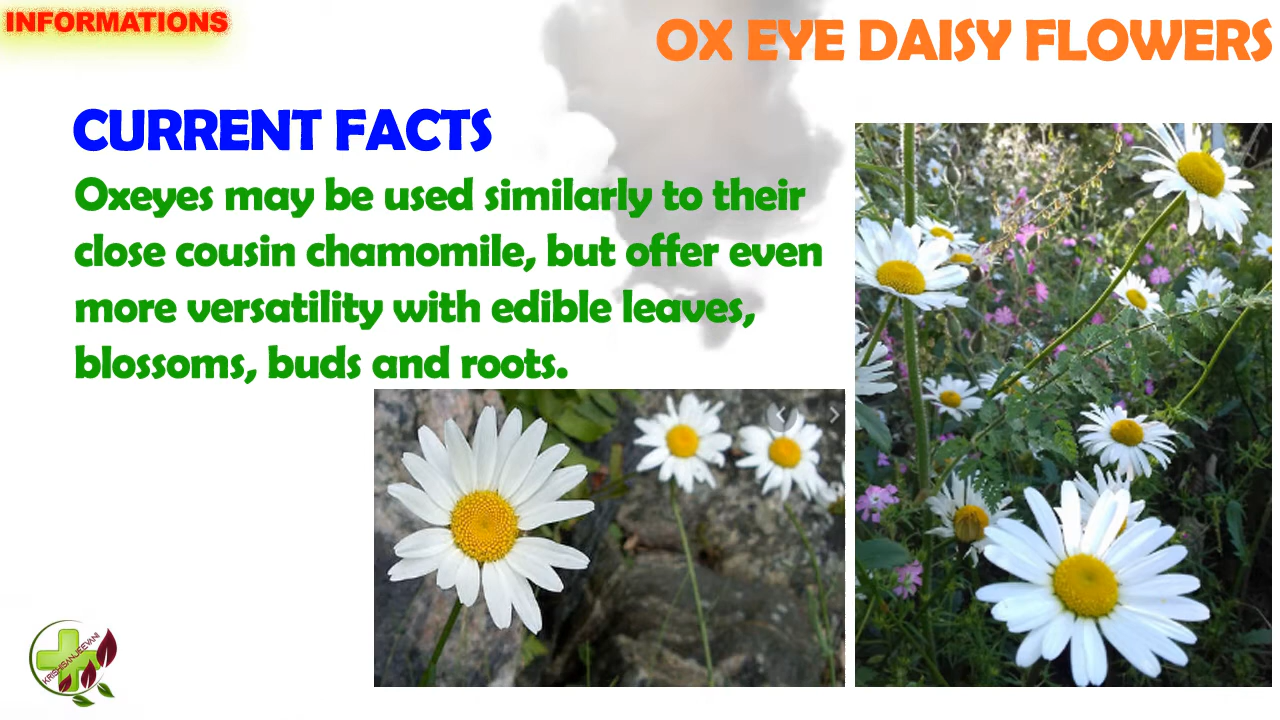 INFORMATIONS
OX EYE DAISY FLOWERS
CURRENT FACTS
Oxeyes may be used similarly to their
close cousin chamomile, but offer even
more versatility with edible leaves,
blossoms, buds and roots.
KRISHSANJEEVANI